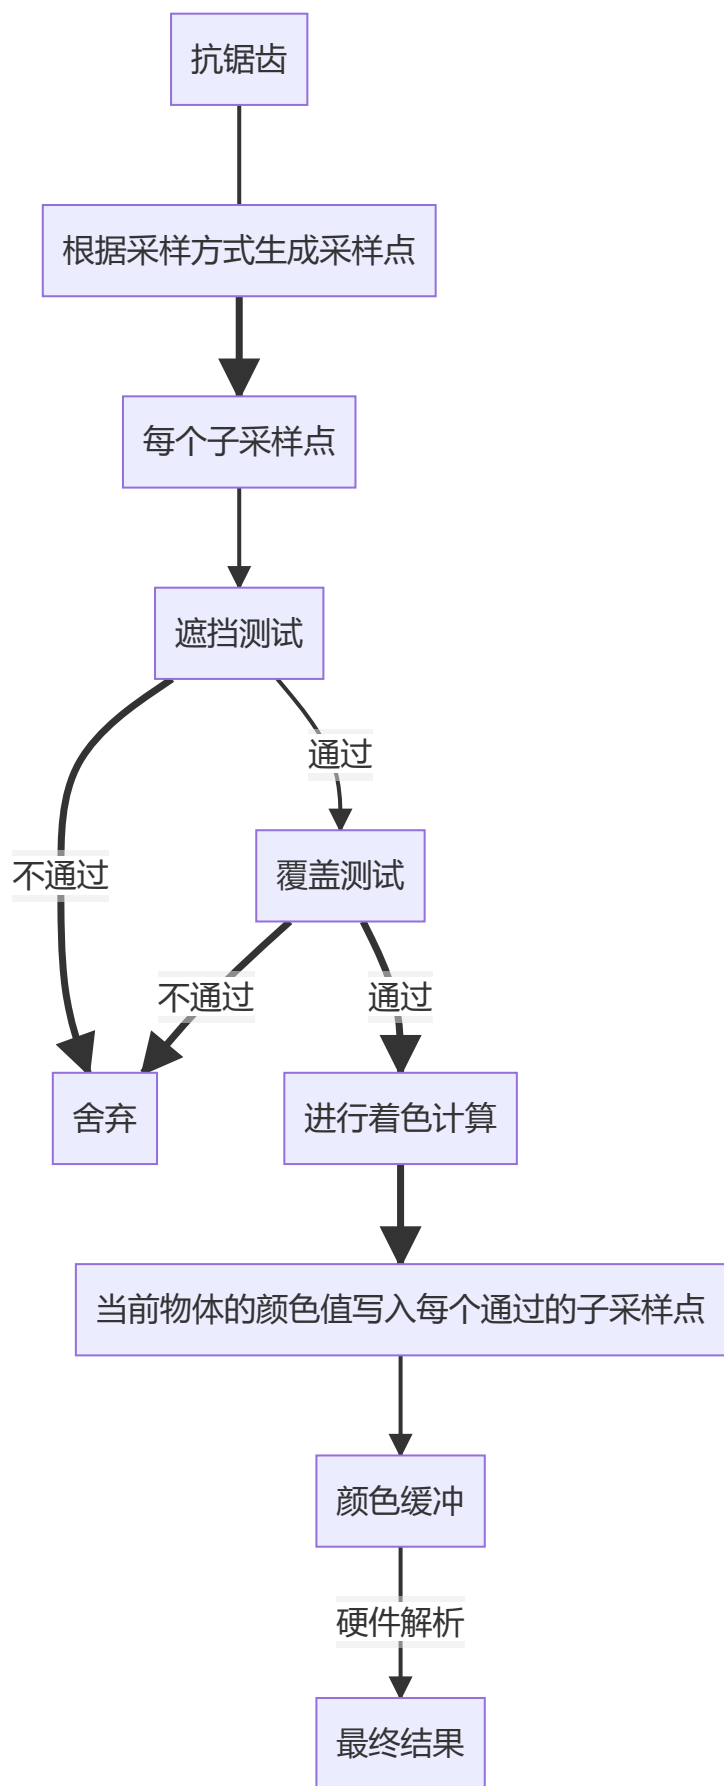 抗锯齿
根据采样方式生成采样点
每个子采样点
遮挡测试
通过
不通过
覆盖测试
不通过
通过
舍弃
进行着色计算
当前物体的颜色值写入每个通过的子采样点
颜色缓冲
硬件解析
最终结果